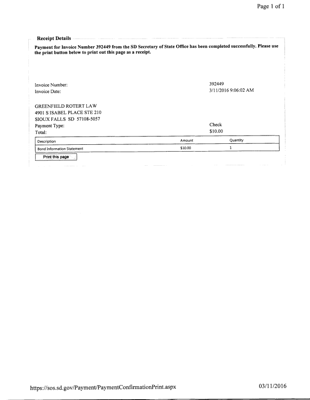 Page 1 of 1
Receipt Details
Payment for Invoice Number 392449 from the SD Secretary of State Office has been completed successfully. Please use
the print button below to print out this page as a receipt.
Invoice Number: 392449
Invoice Date: 3/11/2016 9:06:02 AM
GREENFIELD ROTERT LAW
4901 S ISABEL PLACE STE 210
SIOUX FALLS SD 57108-5057
Payment Type: Check
Total: $10.00
Description Amount Quantity
Bond Information Statement $10.00 1
Print this page
https://sos.sd.gov/Payment/PaymentConfirmationPrint.aspx 03/11/2016